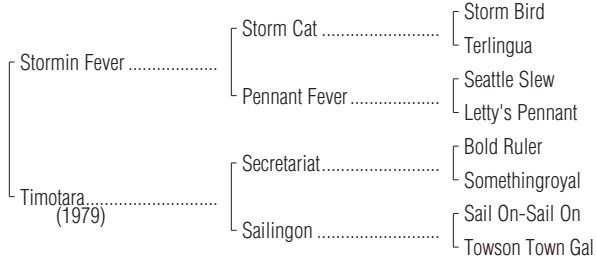 Storm Bird
Storm Cat ..........................
Terlingua
Stormin Fever ....................
Seattle Slew
Pennant Fever ....................
Letty's Pennant
Bold Ruler
Secretariat..........................
Somethingroyal
Timotara.............................
(1979)
Sail On-Sail On
Sailingon ...........................
Towson Town Gal